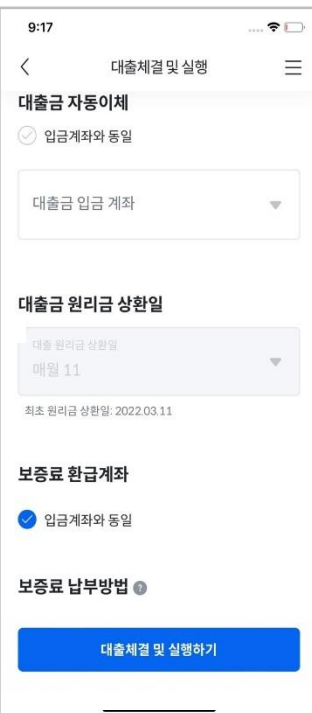 9:17
대출체결 및 실행
대출금 자동이체
입금계좌와 동일
대출금 입금 계좌
대출금 원리금 상환일
대출 원리금 상환일
매월 11
최초 원리금 상환일: 2022.03.11
보증료 환급계좌
입금계좌와 동일
보증료 납부방법 ?
대출체결 및 실행하기